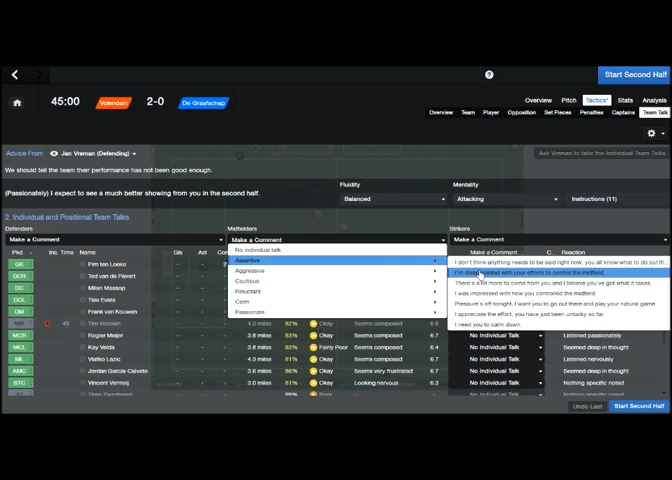 Start Second Half
45:00 Volendam 2-0 De Graafschap
Overview Pitch Tactics* Stats Analysis
Overview Team Player Opposition Set Pieces Penalties Captains Team Talk
Advice From Jan Vreman (Defending)
Ask Vreman to take the Individual Team Talks
We should tell the team their performance has not been good enough.
Fluidity Mentality
(Passionately) I expect to see a much better showing from you in the second half.
Balanced Attacking Instructions (11)
2. Individual and Positional Team Talks
Defenders Midfielders Strikers
Make a Comment Make a Comment Make a Comment
Pkd Inc. Time Name Gls Ast Make a Comment Reaction
No individual talk
Assertive
Aggressive
Cautious
Reluctant
Calm
Passionate
I don't think anything needs to be said right now, you all know what to do out th...
I'm disappointed with your efforts to control the midfield.
There's a lot more to come from you and I believe you've got what it takes.
I was impressed with how you controlled the midfield.
Pressure's off tonight, I want you to go out there and play your natural game.
I appreciate the effort, you have just been unlucky so far.
I need you to calm down.
GK Pim ten Loeke - -
DCR Ted van de Pavert - -
DC Milan Massop - -
DCL Ties Evers - -
DM Frank van Kouwen - -
MR 45 Tim Vincken - - 4.0 miles 82% Okay Seems composed 6.6
MCR Rogier Meijer - - 3.8 miles 83% Okay Seems composed 6.7 No Individual Talk Listened passionately
MCL Kay Velda - - 83% Fairly Poor Seems composed 6.7 No Individual Talk Seemed deep in thought
ML Vlatko Lazic - - 4.1 miles 81% Okay Seems composed 6.7 No Individual Talk Listened nervously
AMC Jordan Garcia-Calvete - - 3.6 miles 86% Okay Seems very frustrated 6.4 No Individual Talk Seemed deep in thought
STC Vincent Vermeij - - 3.0 miles 81% Okay Looking nervous 6.3 No Individual Talk Nothing specific noted
Undo Last Start Second Half